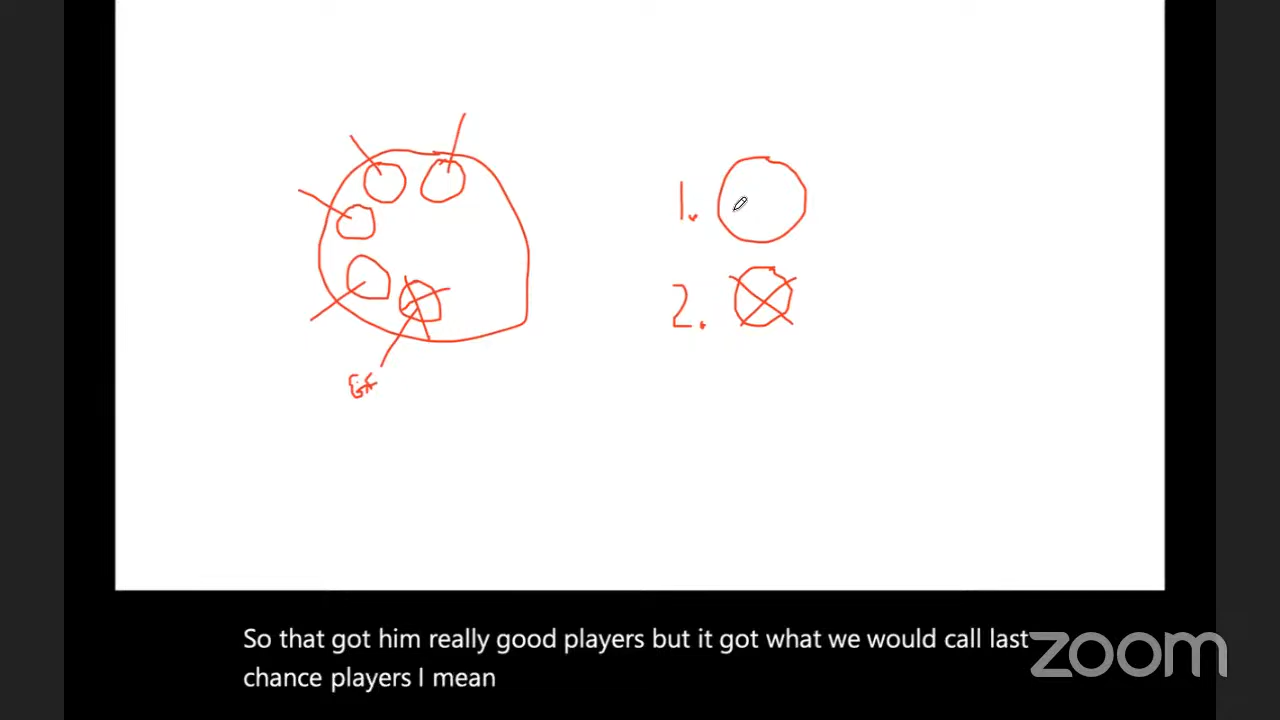 1.
2.
So that got him really good players but it got what we would call last
chance players I mean
zoom